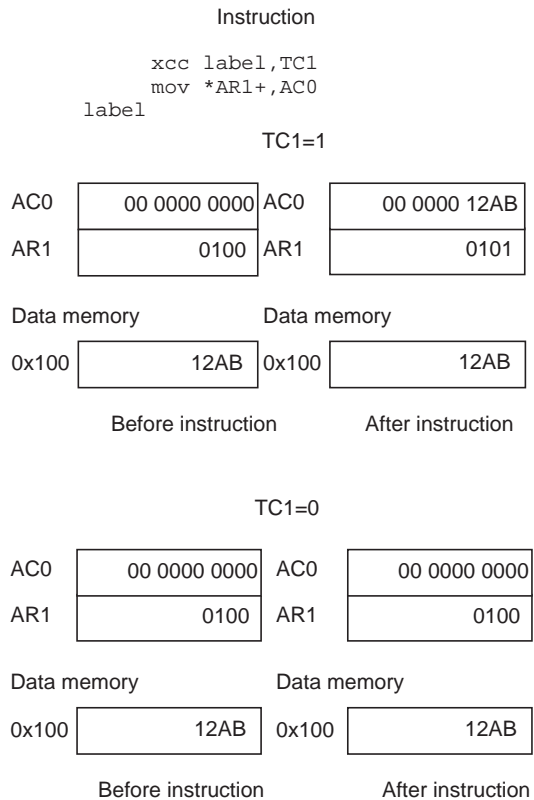 Instruction
xcc label,TC1
mov *AR1+,AC0
label
TC1=1
AC0 00 0000 0000 AC0 00 0000 12AB
AR1 0100 AR1 0101
Data memory Data memory
0x100 12AB 0x100 12AB
Before instruction After instruction
TC1=0
AC0 00 0000 0000 AC0 00 0000 0000
AR1 0100 AR1 0100
Data memory Data memory
0x100 12AB 0x100 12AB
Before instruction After instruction